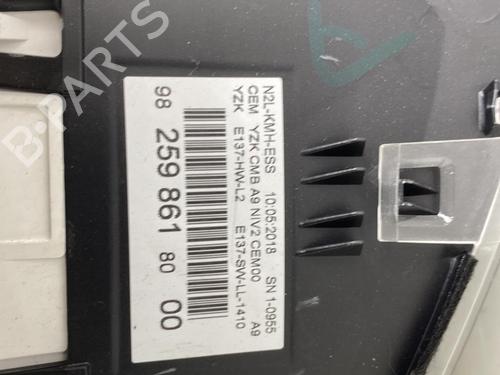 B-PARTS
N2L-KMH-ESS 10:05:2018 SN 1-0955
CEM YZK CMB A9 NIV2 CEM00 A9
YZK E137-HW-L2 E137-SW-LL-1410
98 259 861 80 00